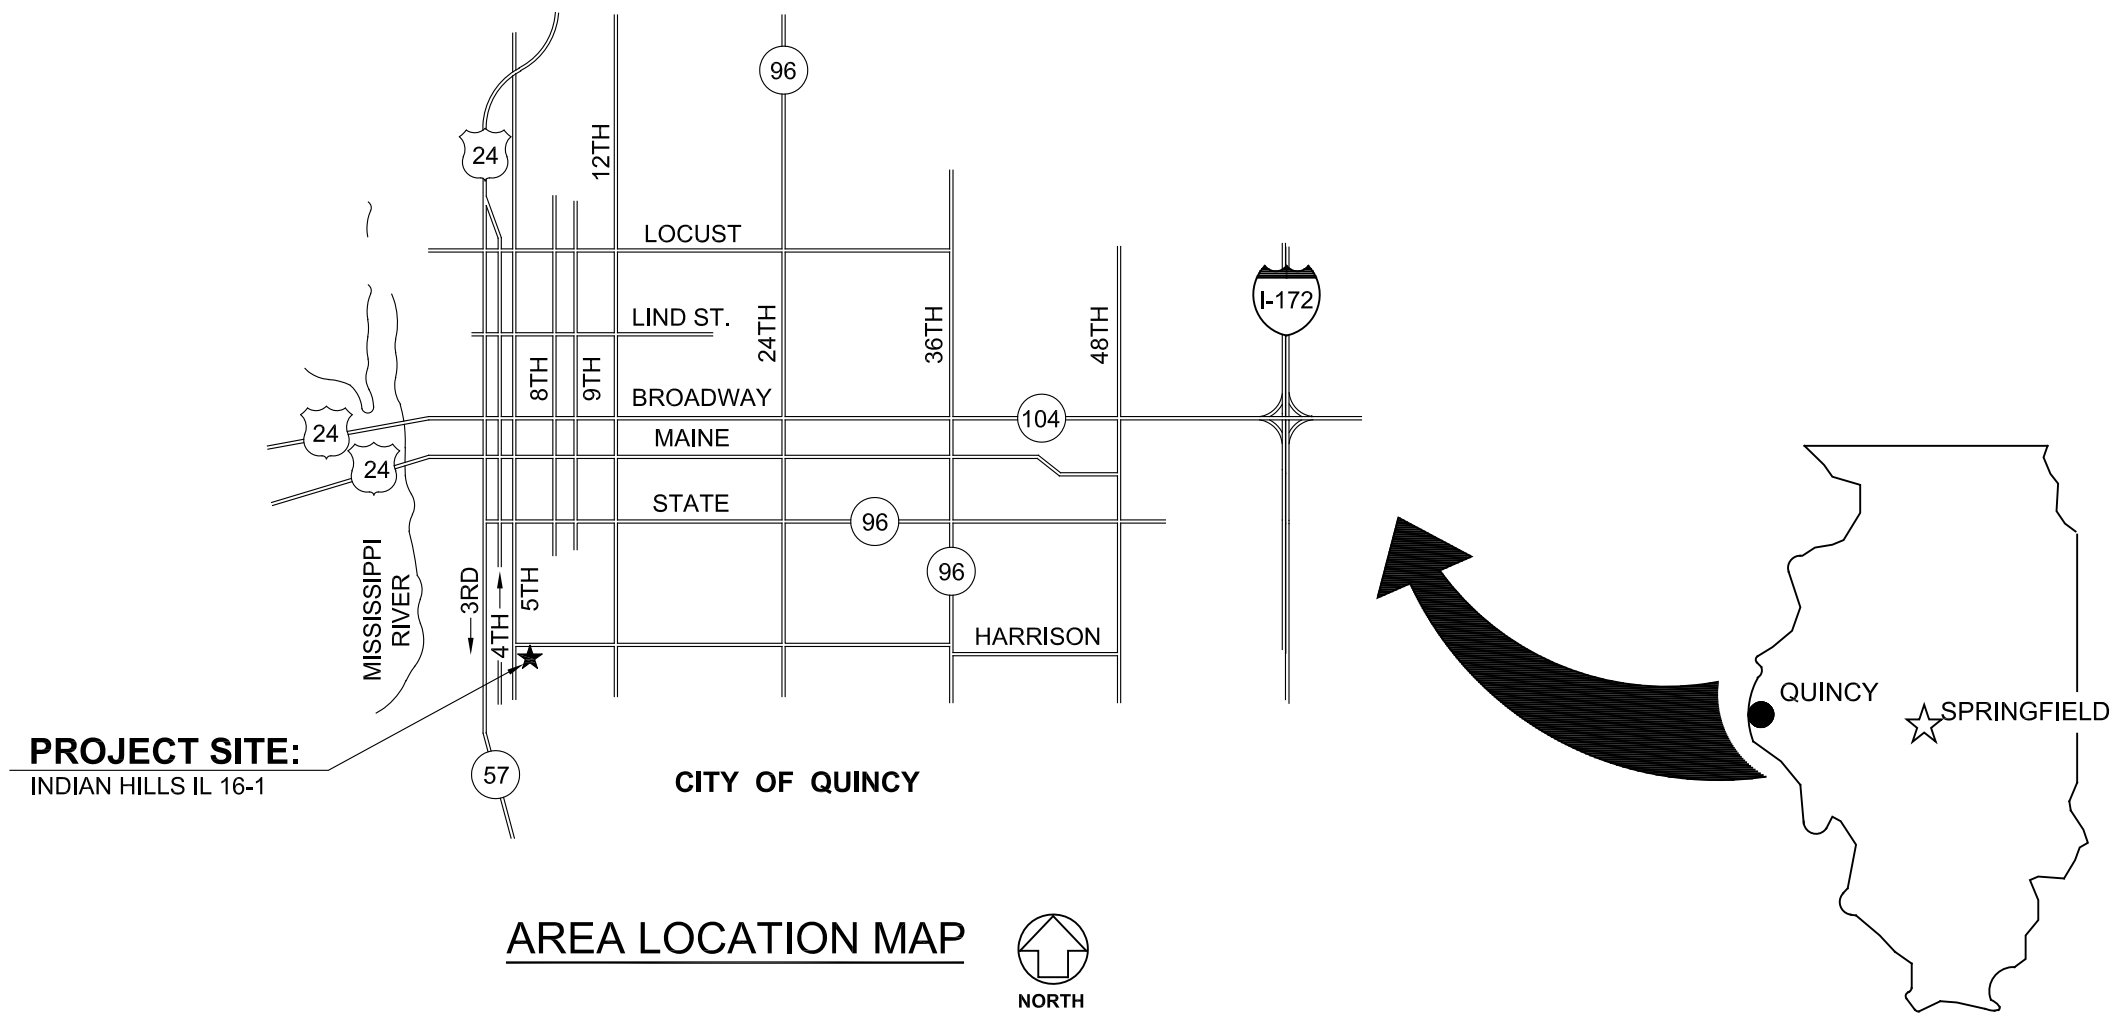 96
24
12TH
LOCUST
I-172
LIND ST.
24TH
36TH
48TH
8TH
9TH
BROADWAY
104
24
MAINE
24
STATE
96
MISSISSIPPI
RIVER
3RD
4TH
5TH
96
HARRISON
QUINCY
SPRINGFIELD
PROJECT SITE:
INDIAN HILLS IL 16-1
57
CITY OF QUINCY
AREA LOCATION MAP
NORTH